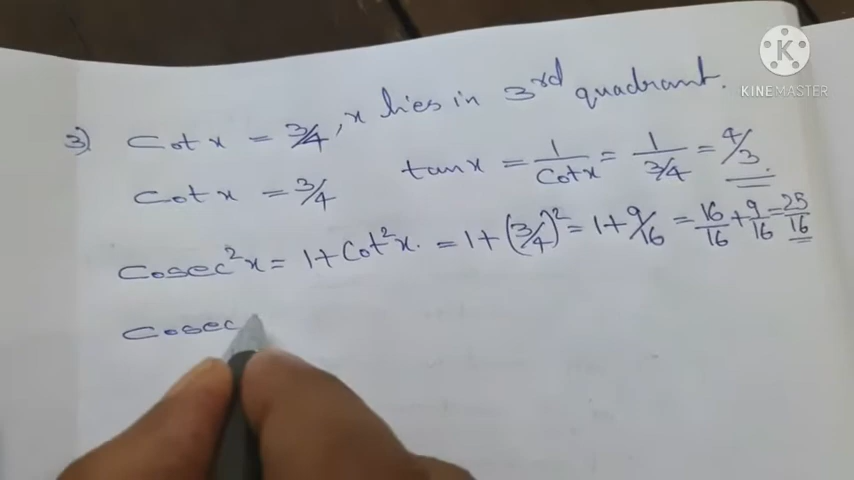 KINEMASTER
3) Cot x = 3/4, x lies in 3rd quadrant.
Cot x = 3/4 tan x = 1/Cot x = 1/(3/4) = 4/3
Cosec²x = 1 + Cot²x. = 1 + (3/4)² = 1 + 9/16 = 16/16 + 9/16 = 25/16
Cosec